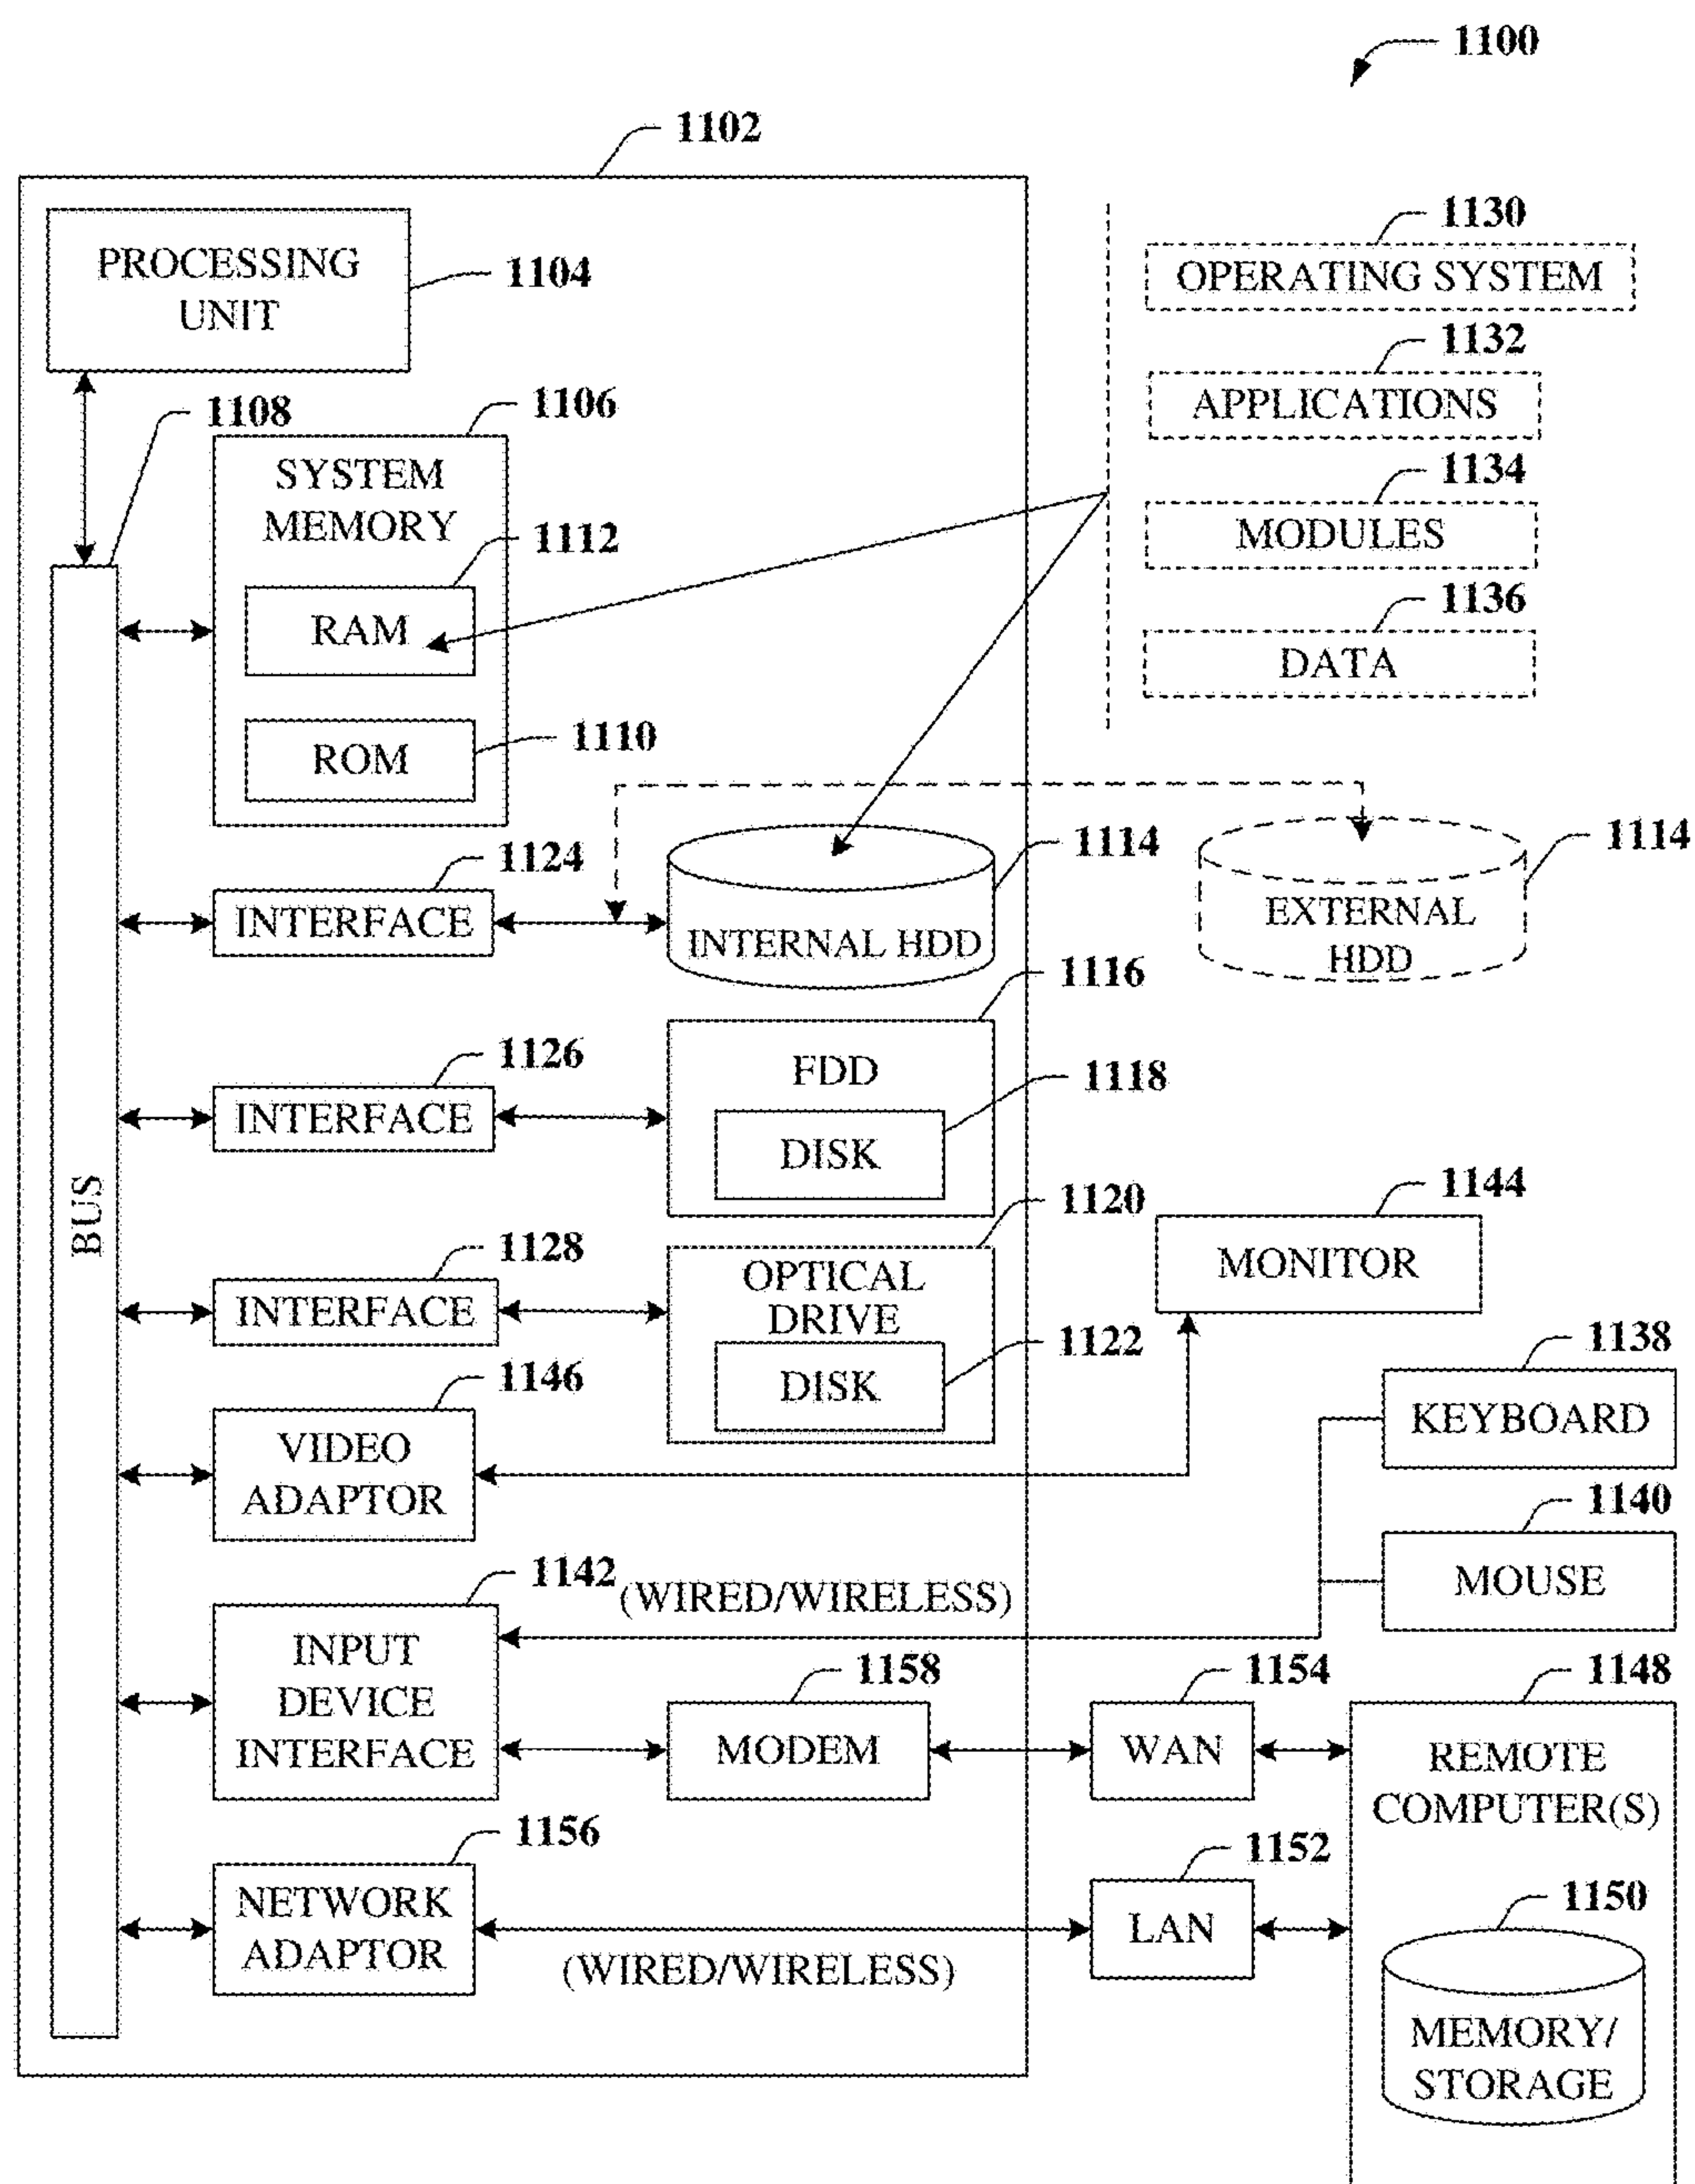 1100
1102
PROCESSING
UNIT
1104
1130
OPERATING SYSTEM
1132
APPLICATIONS
1134
MODULES
1136
DATA
1108
1106
SYSTEM
MEMORY
1112
RAM
ROM
1110
BUS
1124
INTERFACE
INTERNAL HDD
1114
EXTERNAL
HDD
1114
1126
INTERFACE
1116
FDD
1118
DISK
1128
INTERFACE
1120
OPTICAL
DRIVE
1122
DISK
1144
MONITOR
1146
VIDEO
ADAPTOR
1138
KEYBOARD
1140
MOUSE
1142
(WIRED/WIRELESS)
INPUT
DEVICE
INTERFACE
1158
MODEM
1154
WAN
1148
REMOTE
COMPUTER(S)
1156
NETWORK
ADAPTOR
(WIRED/WIRELESS)
1152
LAN
1150
MEMORY/
STORAGE